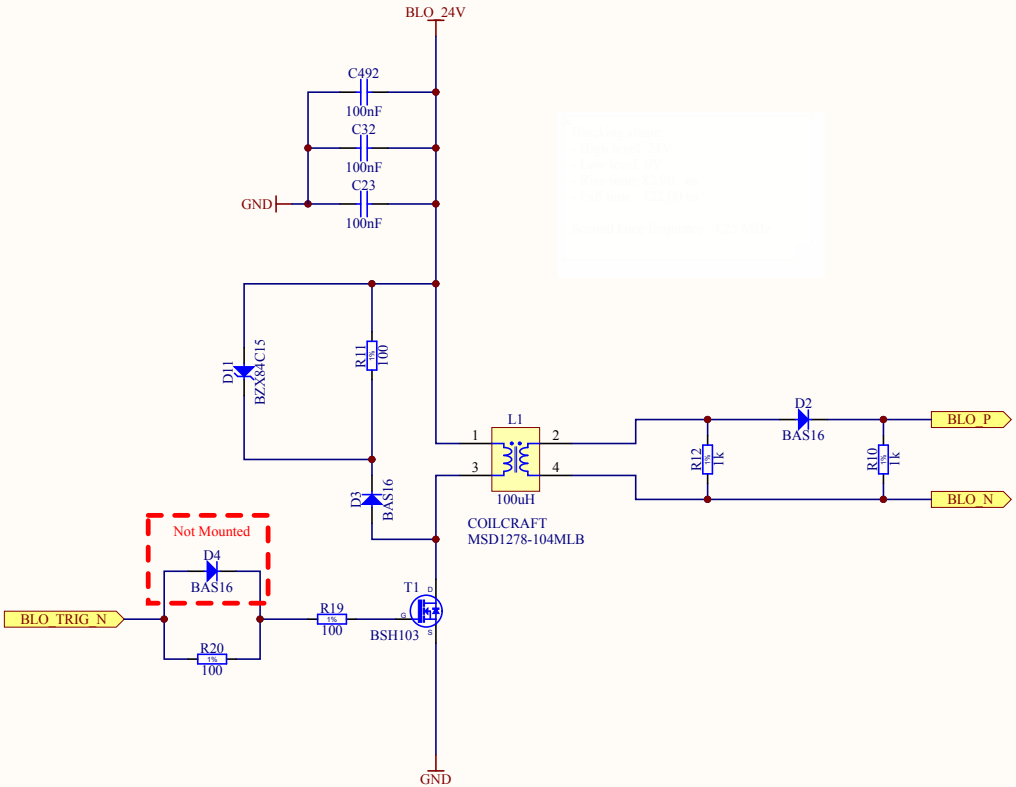 BLO_24V
C492
100nF
C32
100nF
C23
100nF
GND
D11
BZX84C15
R11
1%
100
L1
1
2
3
4
100uH
COILCRAFT
MSD1278-104MLB
D2
BAS16
R12
1%
1k
R10
1%
1k
BLO_P
BLO_N
D3
BAS16
Not Mounted
D4
BAS16
BLO_TRIG_N
R20
1%
100
R19
1%
100
T1
D
G
S
BSH103
GND